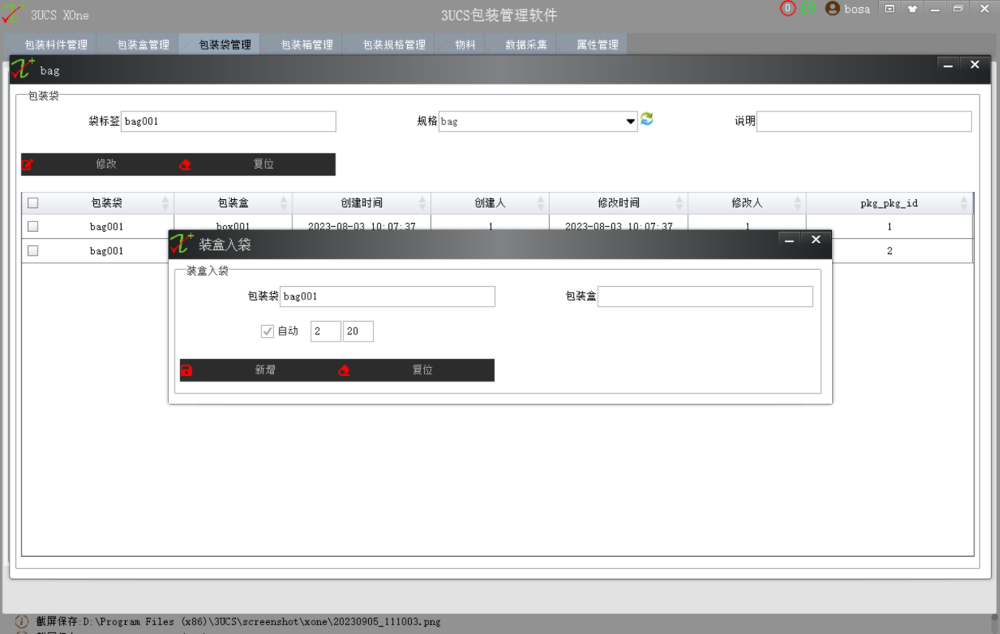 3UCS XOne
3UCS包装管理软件
0
bosa
包装料件管理 包装盒管理 包装袋管理 包装箱管理 包装规格管理 物料 数据采集 属性管理
bag
包装袋
袋标签 bag001 规格 bag 说明
修改 复位
包装袋 包装盒 创建时间 创建人 修改时间 修改人 pkg_pkg_id
bag001 box001 2023-08-03 10:07:37 1 2023-08-03 10:07:37 1 1
bag001 2
装盒入袋
装盒入袋
包装袋 bag001 包装盒
自动 2 20
新增 复位
截屏保存:D:\Program Files (x86)\3UCS\screenshot\xone\20230905_111003.png